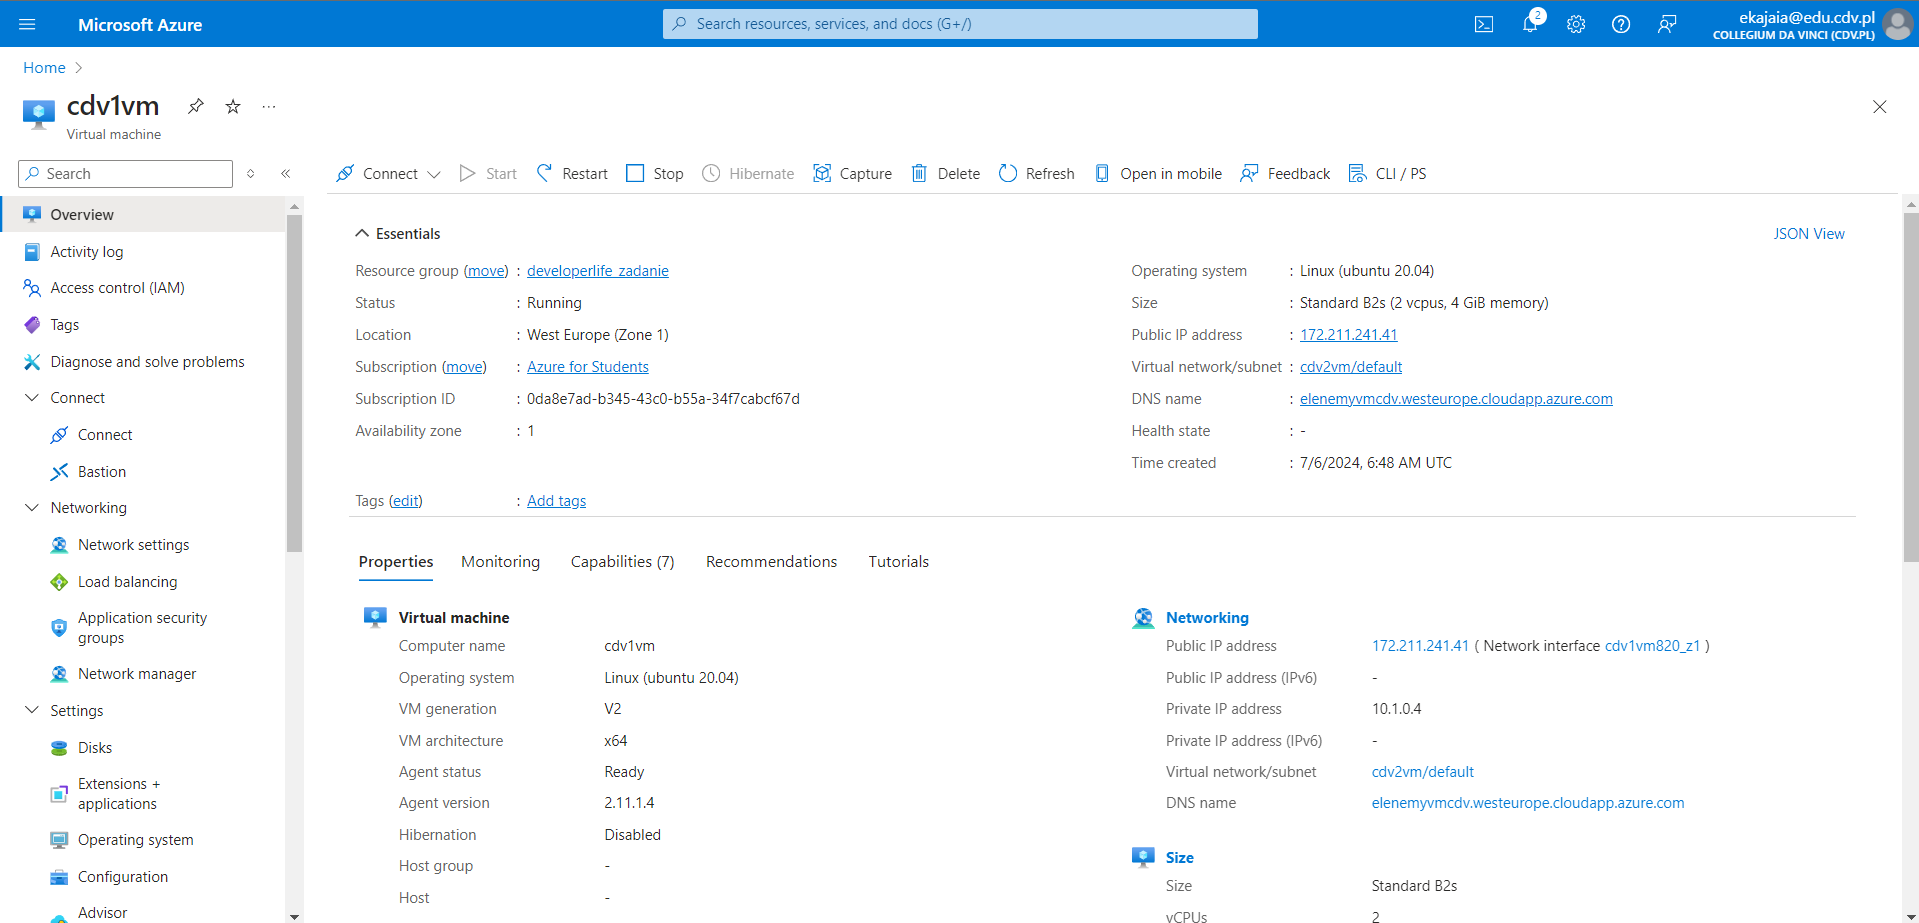 Microsoft Azure
Search resources, services, and docs (G+/)
2
ekajaia@edu.cdv.pl
COLLEGIUM DA VINCI (CDV.PL)
Home
cdv1vm
Virtual machine
Search
Connect
Start
Restart
Stop
Hibernate
Capture
Delete
Refresh
Open in mobile
Feedback
CLI / PS
Overview
Activity log
Access control (IAM)
Tags
Diagnose and solve problems
Connect
Connect
Bastion
Networking
Network settings
Load balancing
Application security
groups
Network manager
Settings
Disks
Extensions +
applications
Operating system
Configuration
Advisor
Essentials
JSON View
Resource group (move) : developerlife_zadanie
Status : Running
Location : West Europe (Zone 1)
Subscription (move) : Azure for Students
Subscription ID : 0da8e7ad-b345-43c0-b55a-34f7cabcf67d
Availability zone : 1
Operating system : Linux (ubuntu 20.04)
Size : Standard B2s (2 vcpus, 4 GiB memory)
Public IP address : 172.211.241.41
Virtual network/subnet : cdv2vm/default
DNS name : elenemyvmcdv.westeurope.cloudapp.azure.com
Health state : -
Time created : 7/6/2024, 6:48 AM UTC
Tags (edit) : Add tags
Properties
Monitoring
Capabilities (7)
Recommendations
Tutorials
Virtual machine
Computer name cdv1vm
Operating system Linux (ubuntu 20.04)
VM generation V2
VM architecture x64
Agent status Ready
Agent version 2.11.1.4
Hibernation Disabled
Host group -
Host -
Networking
Public IP address 172.211.241.41 ( Network interface cdv1vm820_z1 )
Public IP address (IPv6) -
Private IP address 10.1.0.4
Private IP address (IPv6) -
Virtual network/subnet cdv2vm/default
DNS name elenemyvmcdv.westeurope.cloudapp.azure.com
Size
Size Standard B2s
vCPUs 2